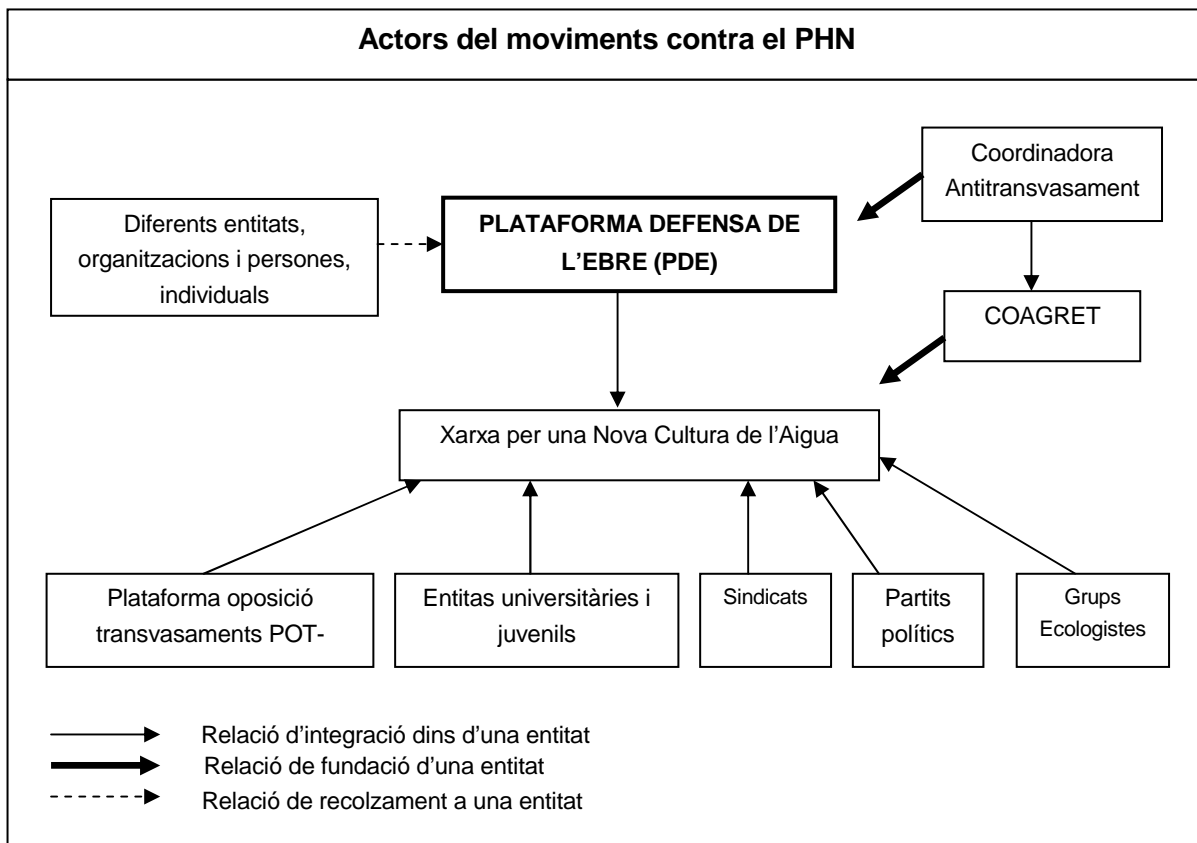 Actors del moviments contra el PHN
Coordinadora
Antitransvasament
Diferents entitats,
organitzacions i persones,
individuals
PLATAFORMA DEFENSA DE
L’EBRE (PDE)
COAGRET
Xarxa per una Nova Cultura de l’Aigua
Plataforma oposició
transvasaments POT-
Entitas universitàries i
juvenils
Sindicats
Partits
polítics
Grups
Ecologistes
Relació d’integració dins d’una entitat
Relació de fundació d’una entitat
Relació de recolzament a una entitat